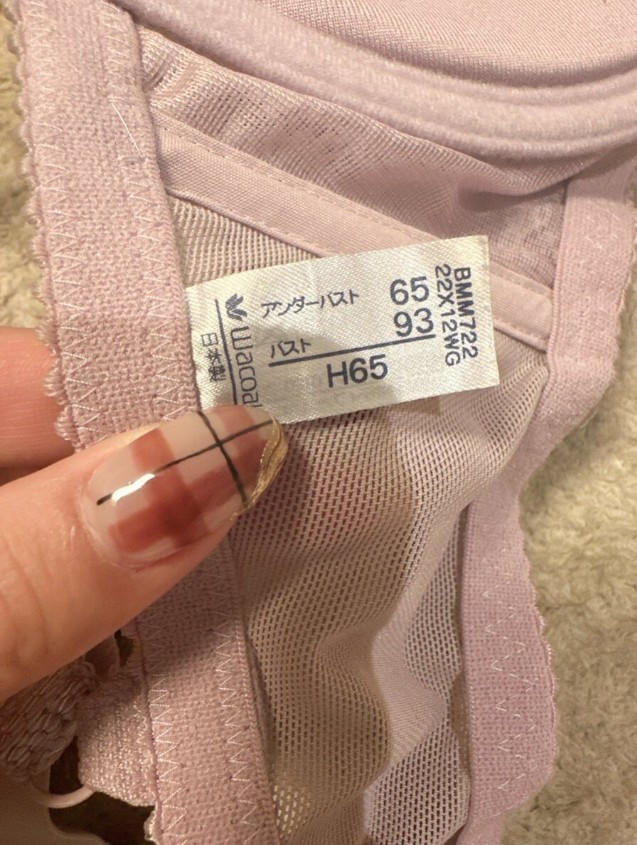 アンダーバスト 65
バスト 93
H65
Wacoal
日本製
BMM722
22X12WG